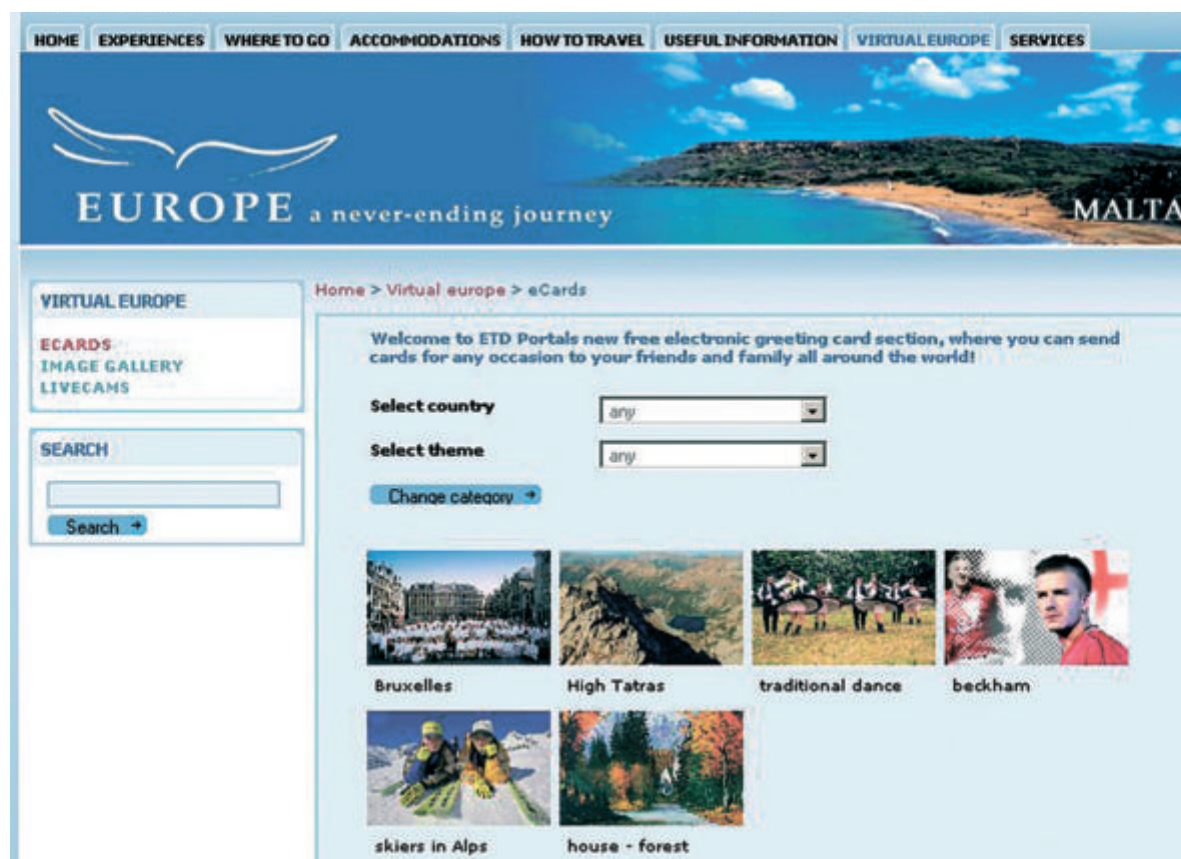 HOME EXPERIENCES WHERE TO GO ACCOMMODATIONS HOW TO TRAVEL USEFUL INFORMATION VIRTUAL EUROPE SERVICES
EUROPE a never-ending journey
MALTA
VIRTUAL EUROPE
ECARDS
IMAGE GALLERY
LIVECAMS
SEARCH
Search
Home > Virtual europe > eCards
Welcome to ETD Portals new free electronic greeting card section, where you can send
cards for any occasion to your friends and family all around the world!
Select country any
Select theme any
Change category
Bruxelles High Tatras traditional dance beckham
skiers in Alps house - forest